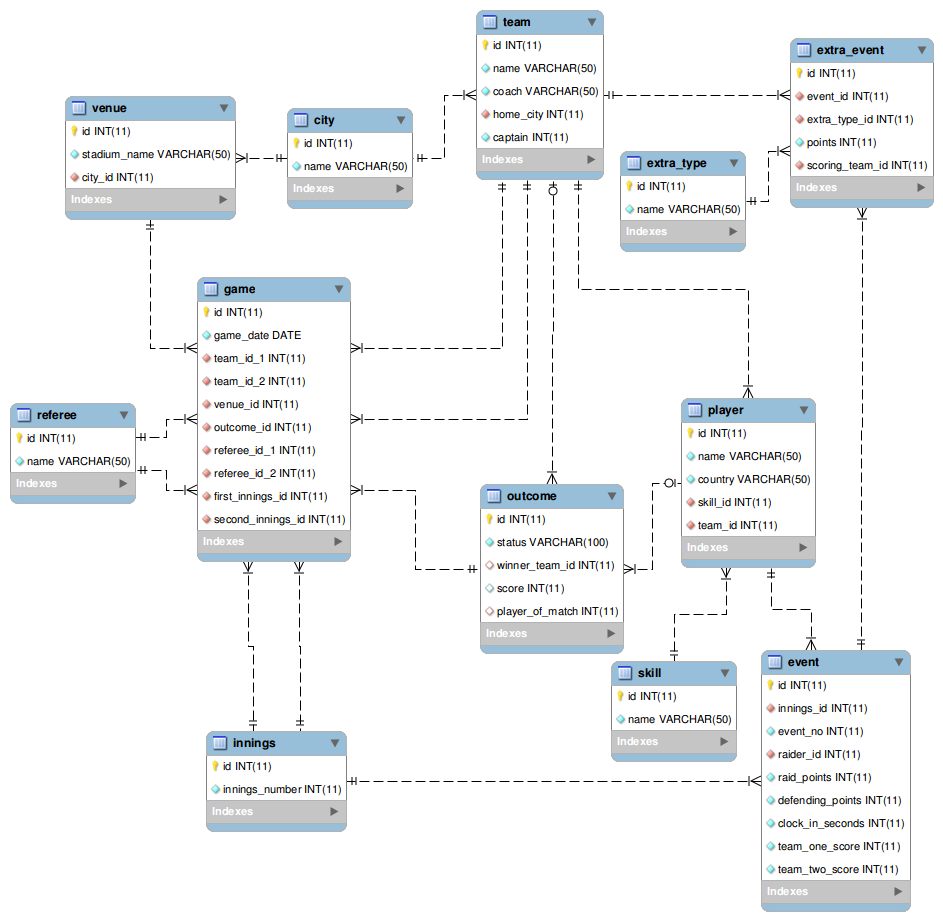 team
id INT(11)
name VARCHAR(50)
coach VARCHAR(50)
home_city INT(11)
captain INT(11)
Indexes
extra_event
id INT(11)
event_id INT(11)
extra_type_id INT(11)
points INT(11)
scoring_team_id INT(11)
Indexes
venue
id INT(11)
stadium_name VARCHAR(50)
city_id INT(11)
Indexes
city
id INT(11)
name VARCHAR(50)
Indexes
extra_type
id INT(11)
name VARCHAR(50)
Indexes
game
id INT(11)
game_date DATE
team_id_1 INT(11)
team_id_2 INT(11)
venue_id INT(11)
outcome_id INT(11)
referee_id_1 INT(11)
referee_id_2 INT(11)
first_innings_id INT(11)
second_innings_id INT(11)
Indexes
referee
id INT(11)
name VARCHAR(50)
Indexes
player
id INT(11)
name VARCHAR(50)
country VARCHAR(50)
skill_id INT(11)
team_id INT(11)
Indexes
outcome
id INT(11)
status VARCHAR(100)
winner_team_id INT(11)
score INT(11)
player_of_match INT(11)
Indexes
skill
id INT(11)
name VARCHAR(50)
Indexes
event
id INT(11)
innings_id INT(11)
event_no INT(11)
raider_id INT(11)
raid_points INT(11)
defending_points INT(11)
clock_in_seconds INT(11)
team_one_score INT(11)
team_two_score INT(11)
Indexes
innings
id INT(11)
innings_number INT(11)
Indexes